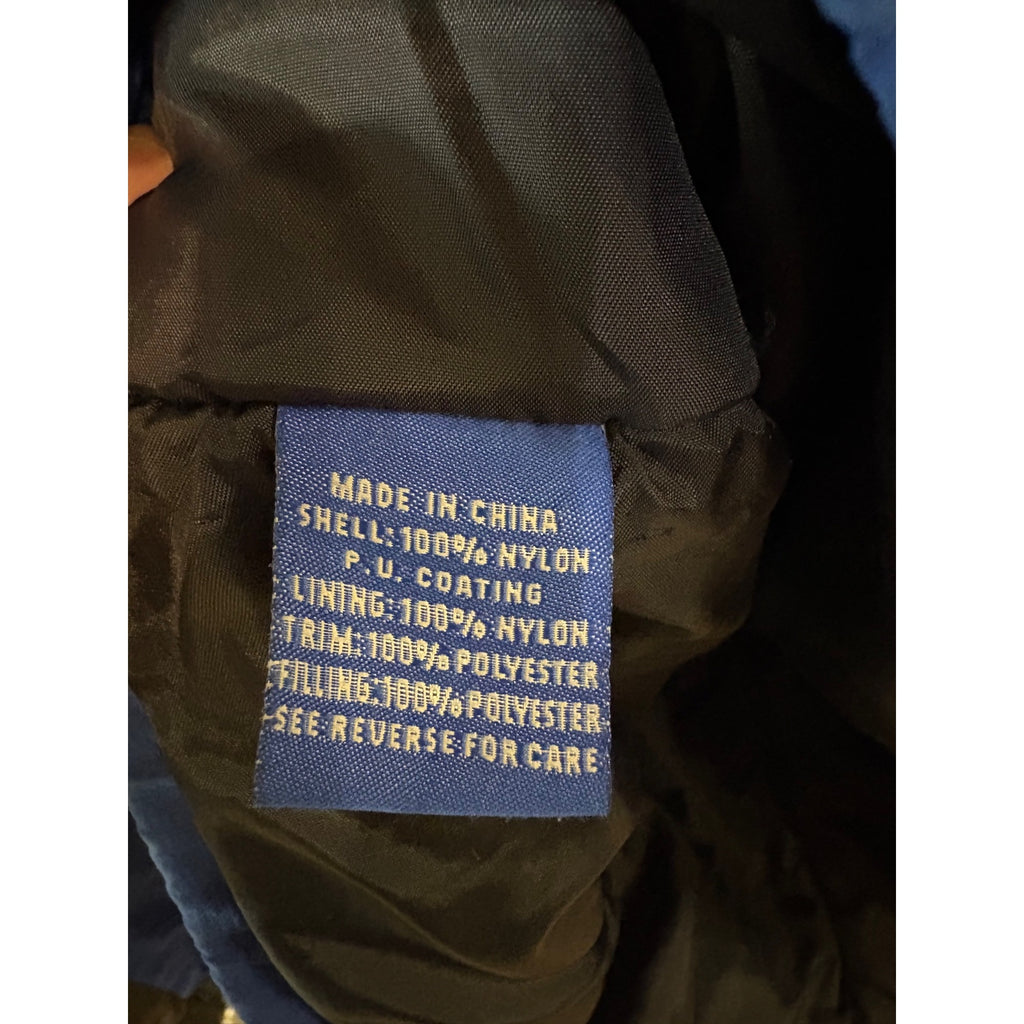 MADE IN CHINA
SHELL: 100% NYLON
P.U. COATING
LINING: 100% NYLON
TRIM: 100% POLYESTER
FILLING: 100% POLYESTER
SEE REVERSE FOR CARE